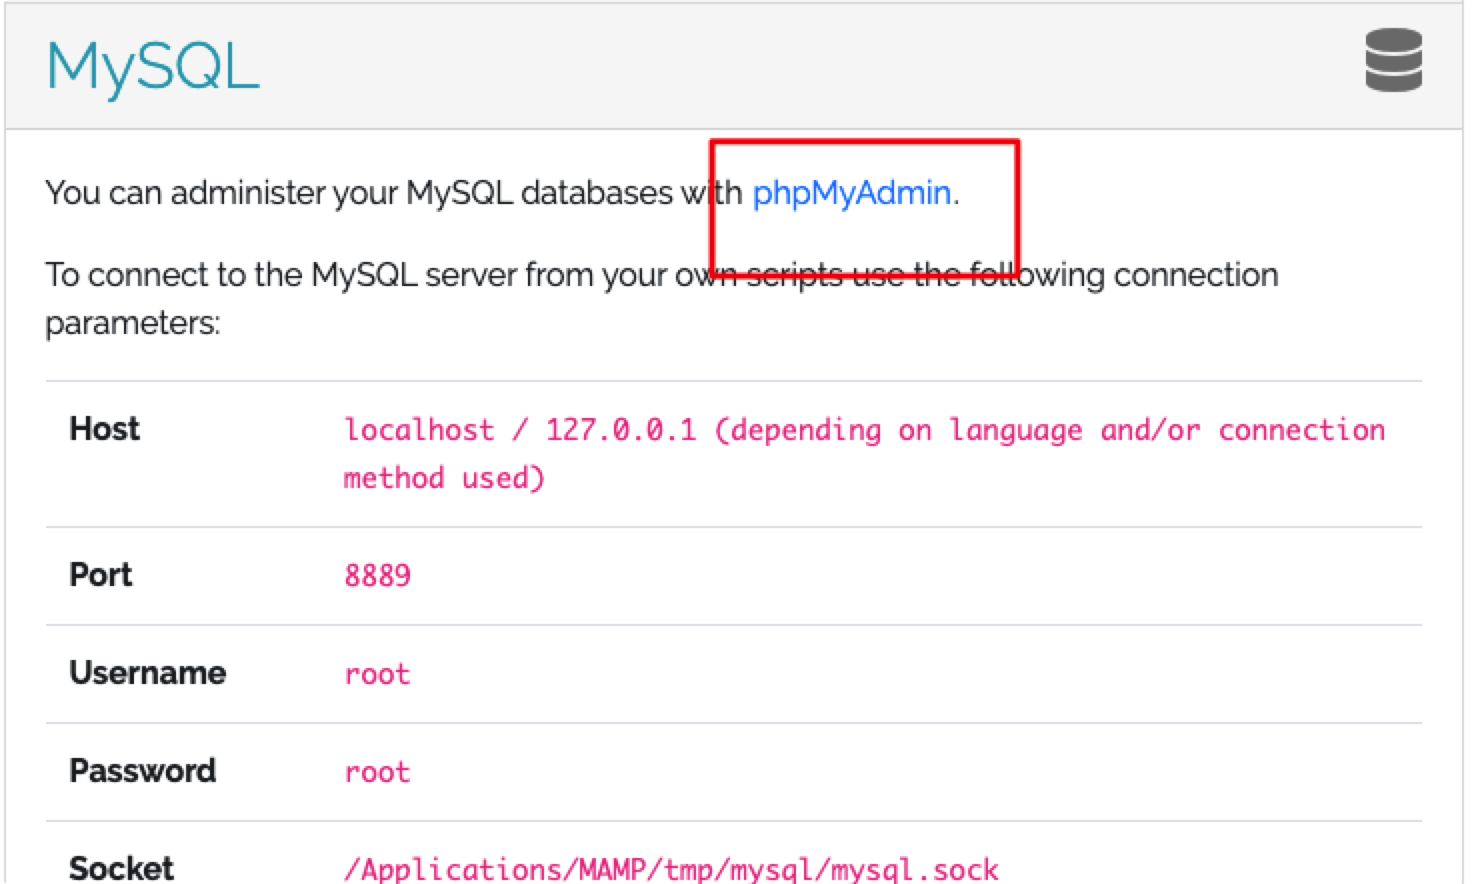 MySQL
You can administer your MySQL databases with phpMyAdmin.
To connect to the MySQL server from your own scripts use the following connection
parameters:
Host localhost / 127.0.0.1 (depending on language and/or connection
method used)
Port 8889
Username root
Password root
Socket /Applications/MAMP/tmp/mysql/mysql.sock